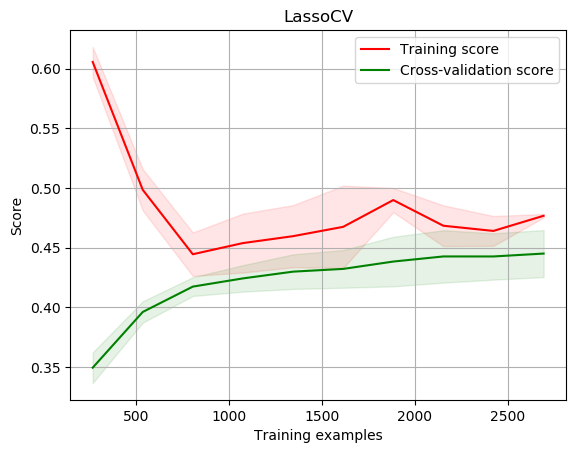 LassoCV
Training score
Cross-validation score
Score
0.60
0.55
0.50
0.45
0.40
0.35
500
1000
1500
2000
2500
Training examples